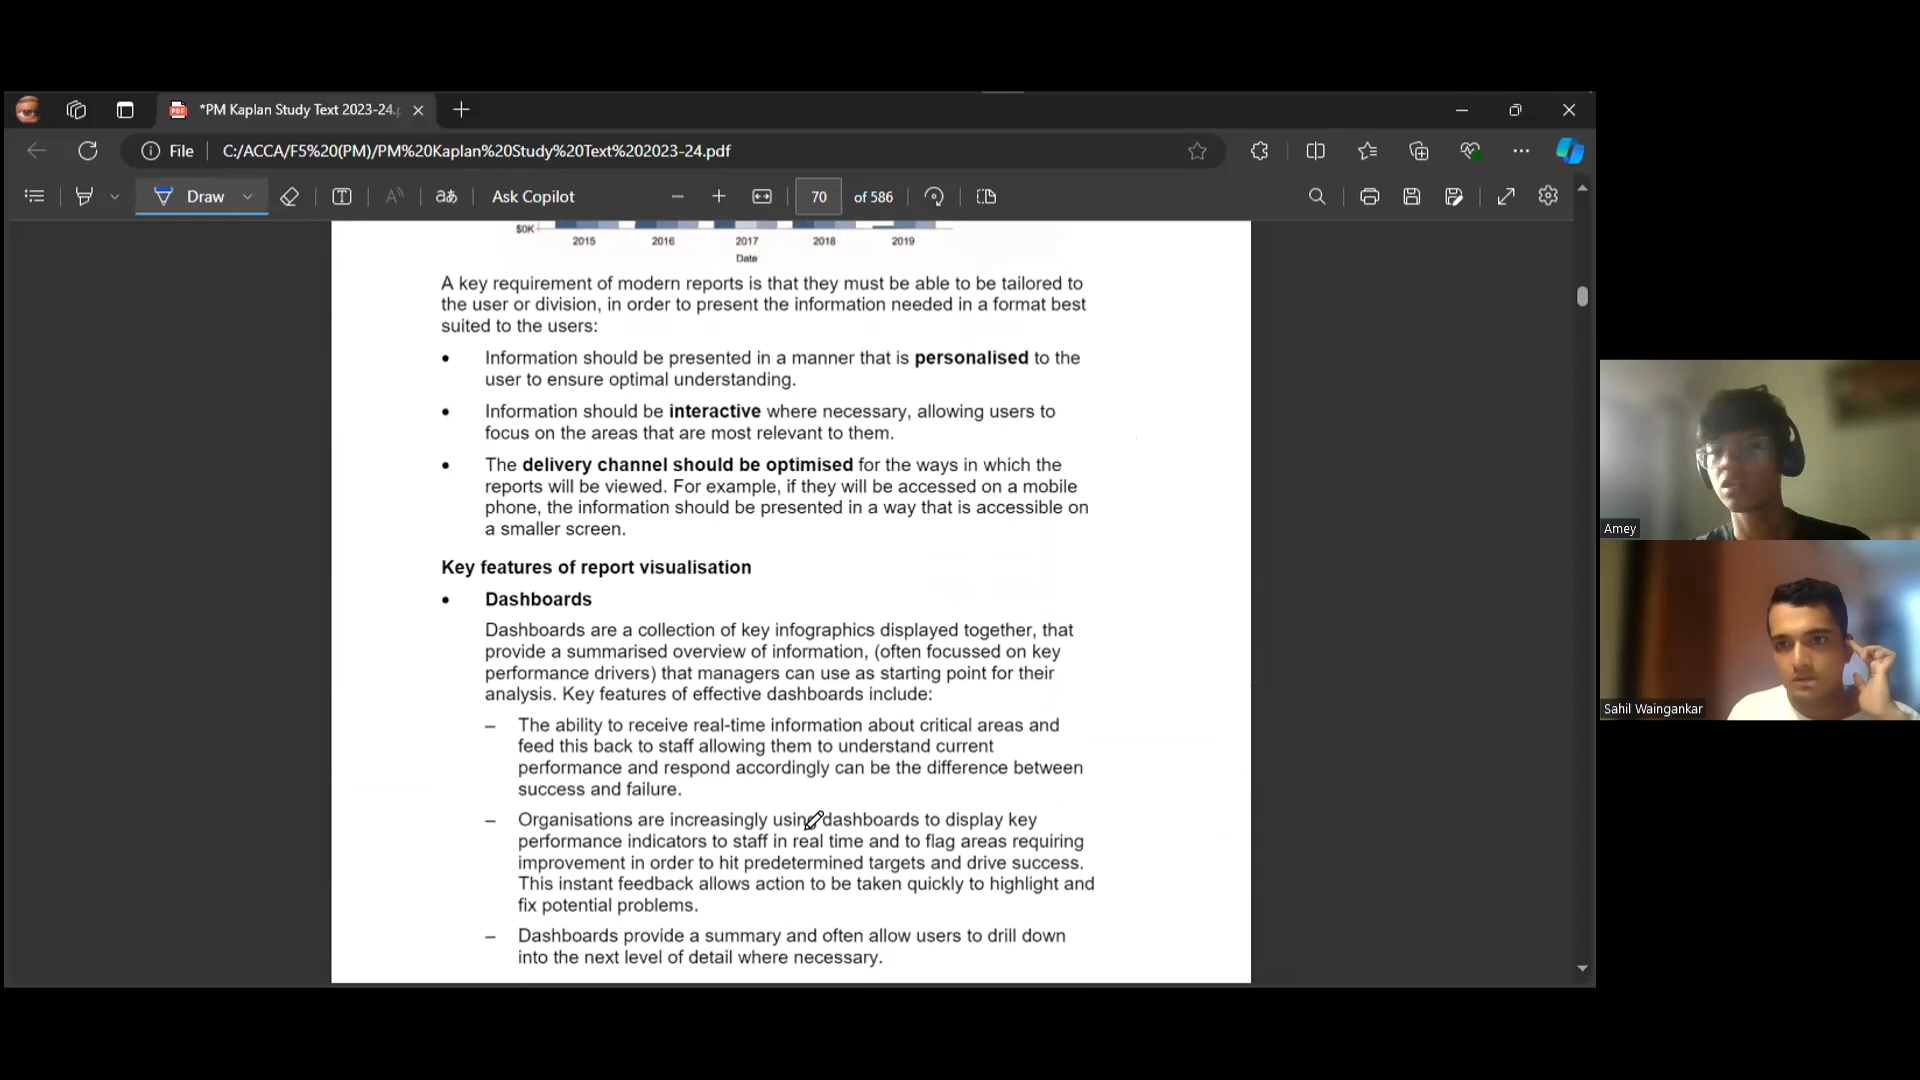 *PM Kaplan Study Text 2023-24.
File
C:/ACCA/F5%20(PM)/PM%20Kaplan%20Study%20Text%202023-24.pdf
Draw
Ask Copilot
70
of 586
$0K
2015 2016 2017 2018 2019
Date
A key requirement of modern reports is that they must be able to be tailored to
the user or division, in order to present the information needed in a format best
suited to the users:
• Information should be presented in a manner that is personalised to the
user to ensure optimal understanding.
• Information should be interactive where necessary, allowing users to
focus on the areas that are most relevant to them.
• The delivery channel should be optimised for the ways in which the
reports will be viewed. For example, if they will be accessed on a mobile
phone, the information should be presented in a way that is accessible on
a smaller screen.
Key features of report visualisation
• Dashboards
Dashboards are a collection of key infographics displayed together, that
provide a summarised overview of information, (often focussed on key
performance drivers) that managers can use as starting point for their
analysis. Key features of effective dashboards include:
– The ability to receive real-time information about critical areas and
feed this back to staff allowing them to understand current
performance and respond accordingly can be the difference between
success and failure.
– Organisations are increasingly using dashboards to display key
performance indicators to staff in real time and to flag areas requiring
improvement in order to hit predetermined targets and drive success.
This instant feedback allows action to be taken quickly to highlight and
fix potential problems.
– Dashboards provide a summary and often allow users to drill down
into the next level of detail where necessary.
Amey
Sahil Waingankar